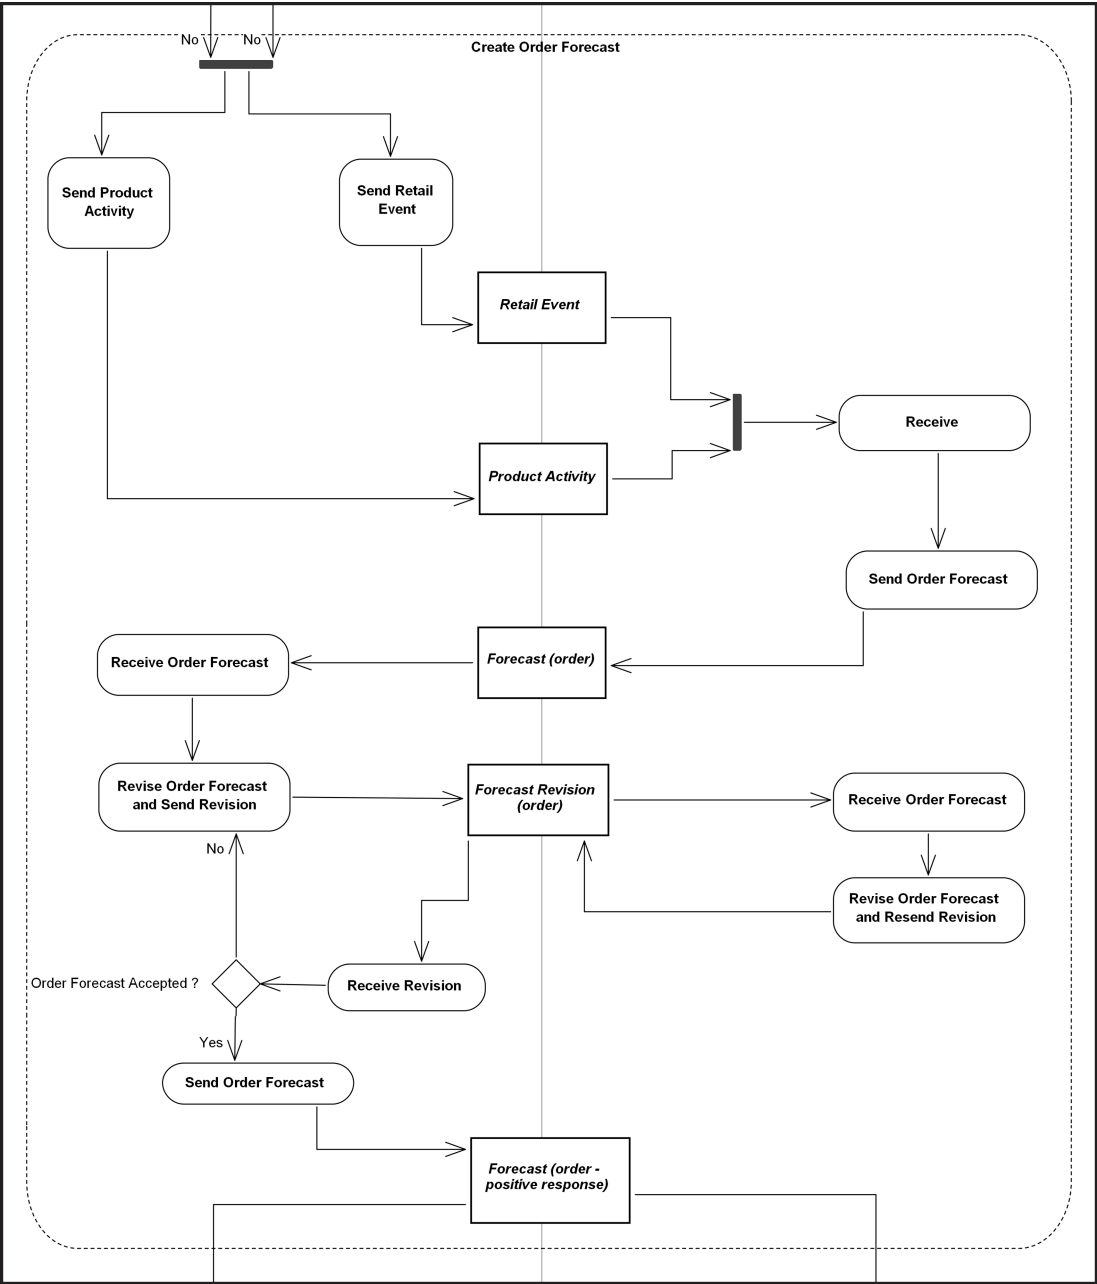 No
No
Create Order Forecast
Send Product
Activity
Send Retail
Event
Retail Event
Receive
Product Activity
Send Order Forecast
Receive Order Forecast
Forecast (order)
Revise Order Forecast
and Send Revision
Forecast Revision
(order)
Receive Order Forecast
No
Revise Order Forecast
and Resend Revision
Order Forecast Accepted ?
Receive Revision
Yes
Send Order Forecast
Forecast (order -
positive response)